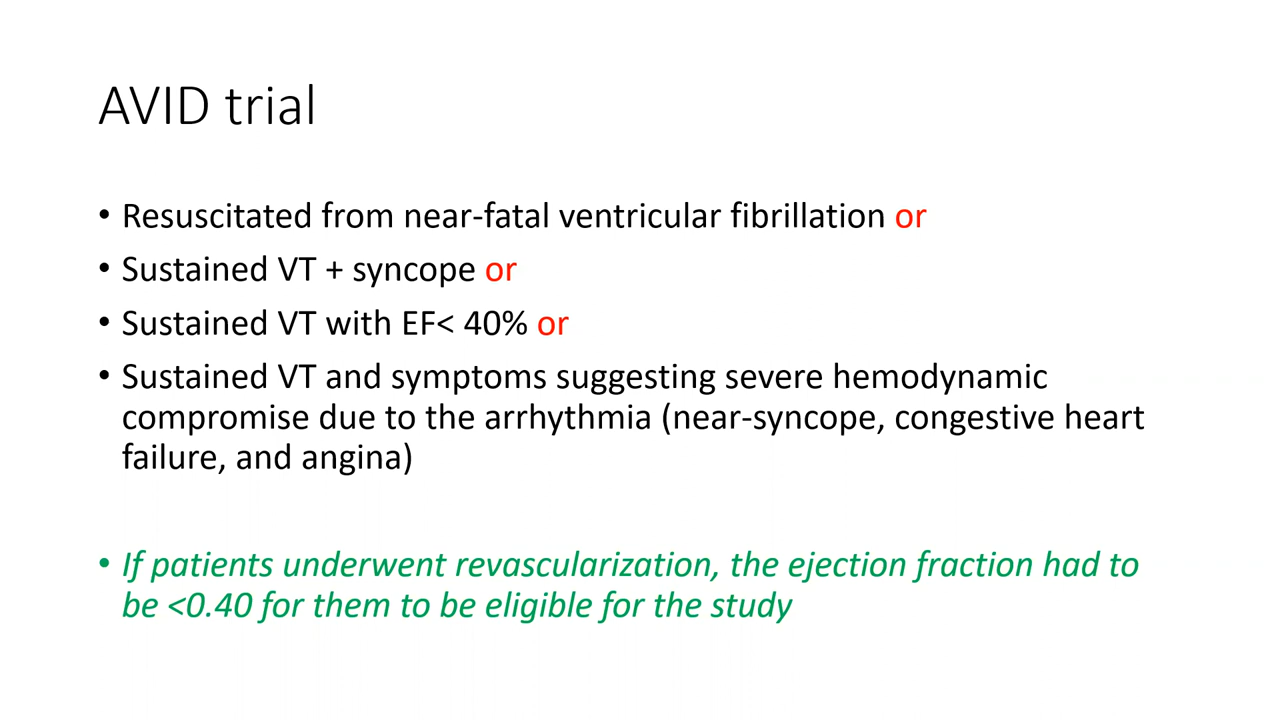 AVID trial
• Resuscitated from near-fatal ventricular fibrillation or
• Sustained VT + syncope or
• Sustained VT with EF< 40% or
• Sustained VT and symptoms suggesting severe hemodynamic
compromise due to the arrhythmia (near-syncope, congestive heart
failure, and angina)
• If patients underwent revascularization, the ejection fraction had to
be <0.40 for them to be eligible for the study